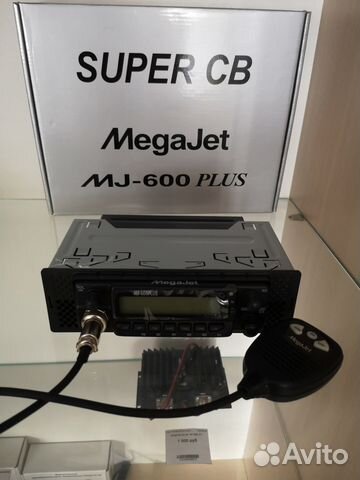 SUPER CB
MegaJet
MJ-600 PLUS
MegaJet
MegaJet
1 000 руб
Avito